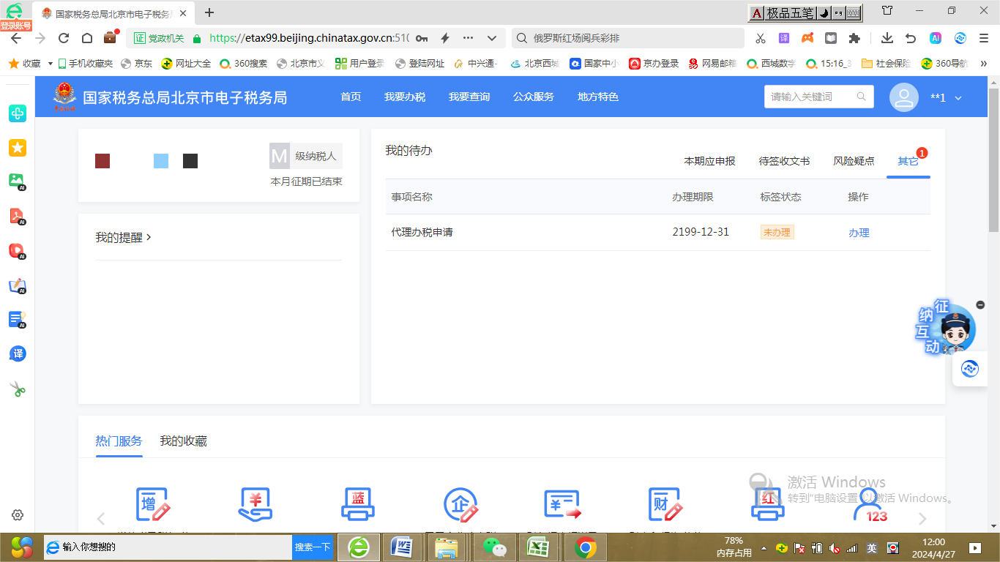 国家税务总局北京市电子税务
极品五笔
登录账号
证 党政机关
https://etax99.beijing.chinatax.gov.cn:510
俄罗斯红场阅兵彩排
收藏 手机收藏夹 京东 网址大全 360搜索 北京市 用户登录 登陆网址 中兴通- 北京西城 国家中小 京办登录 网易邮箱 西城数字 15:16_3 社会保险 360导航
国家税务总局北京市电子税务局
首页 我要办税 我要查询 公众服务 地方特色
请输入关键词
**1
M 级纳税人
本月征期已结束
我的待办
本期应申报 待签收文书 风险疑点 其它 1
事项名称 办理期限 标签状态 操作
代理办税申请 2199-12-31 未办理 办理
我的提醒
征纳互动
热门服务 我的收藏
增 蓝 企 财 红 123
激活 Windows
转到"电脑设置"以激活 Windows。
输入你想搜的 搜索一下
78%
内存占用
英
12:00
2024/4/27